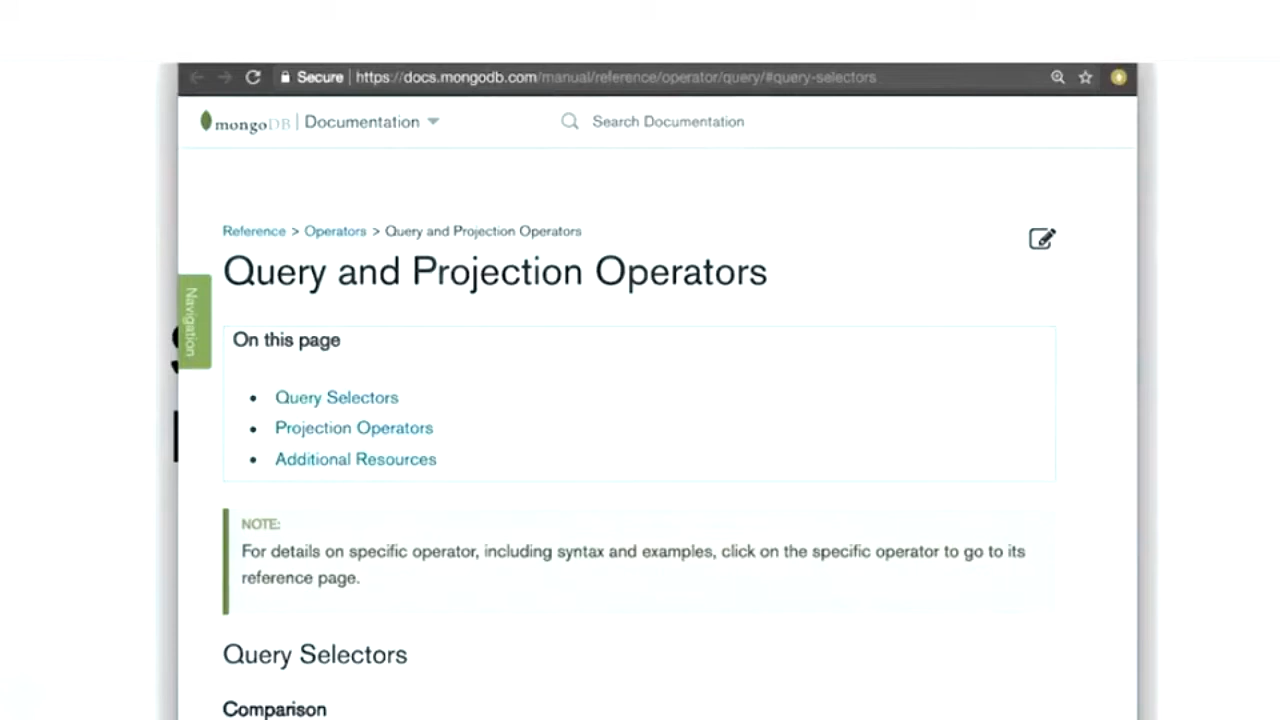 Secure | https://docs.mongodb.com/manual/reference/operator/query/#query-selectors
mongoDB | Documentation
Search Documentation
Reference > Operators > Query and Projection Operators
Query and Projection Operators
Navigation
On this page
• Query Selectors
• Projection Operators
• Additional Resources
NOTE:
For details on specific operator, including syntax and examples, click on the specific operator to go to its
reference page.
Query Selectors
Comparison